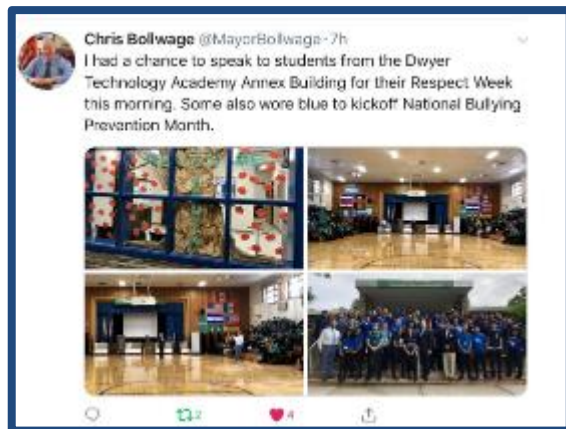 Chris Bollwage @MayorBollwage · 7h
I had a chance to speak to students from the Dwyer
Technology Academy Annex Building for their Respect Week
this morning. Some also wore blue to kickoff National Bullying
Prevention Month.
2 4